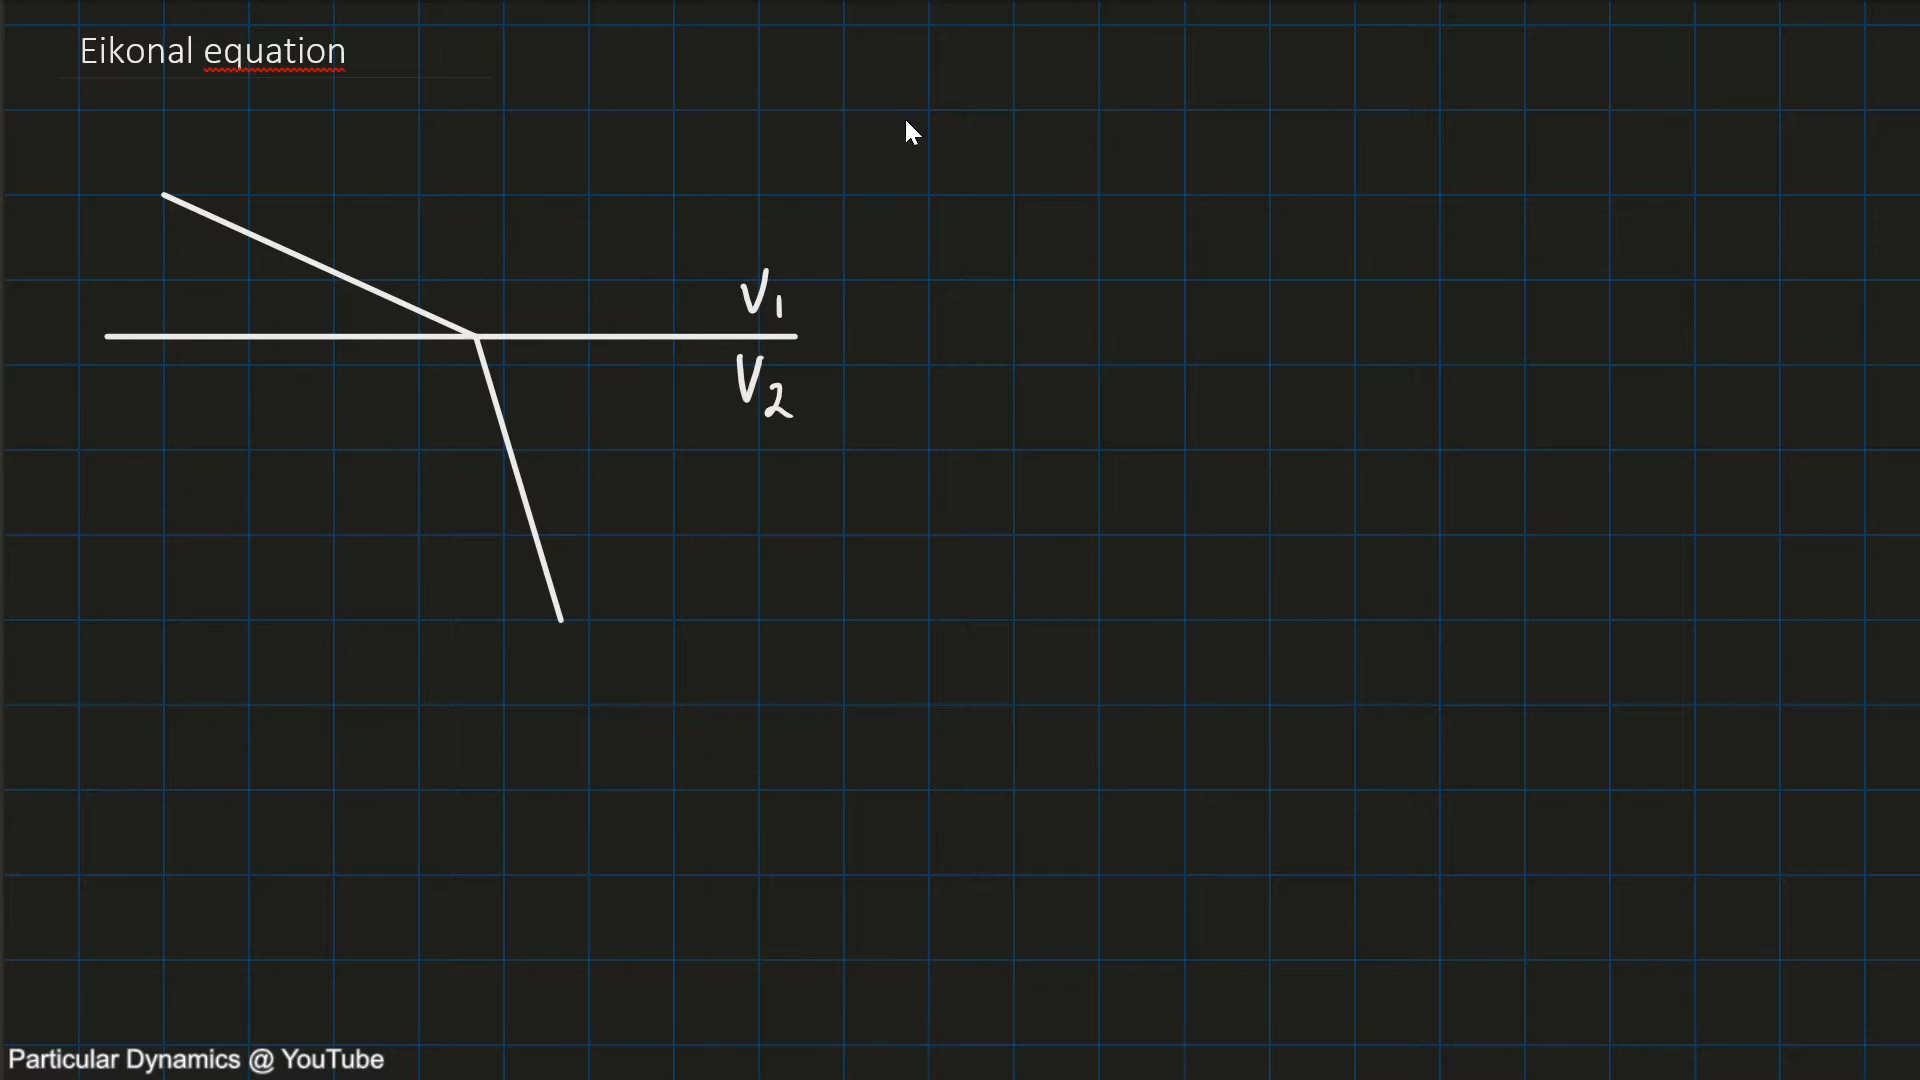 Eikonal equation
V₁
V₂
Particular Dynamics @ YouTube